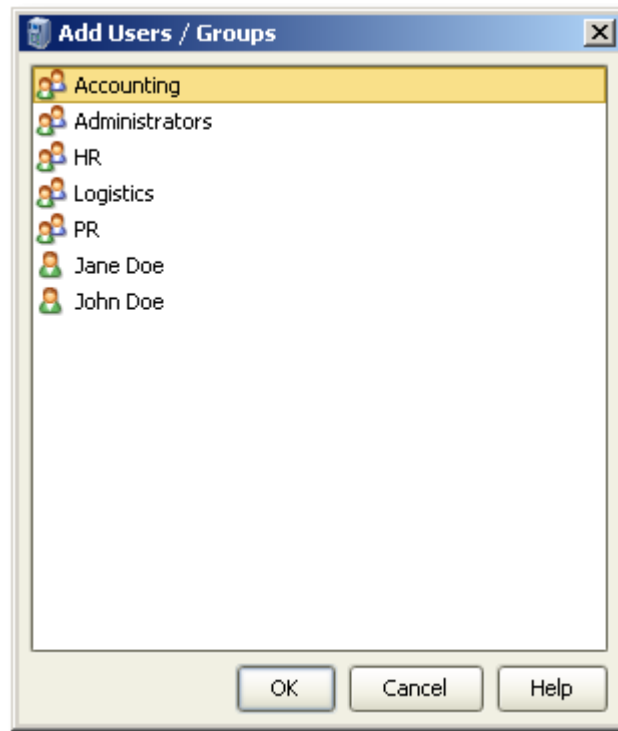 Add Users / Groups
Accounting
Administrators
HR
Logistics
PR
Jane Doe
John Doe
OK Cancel Help